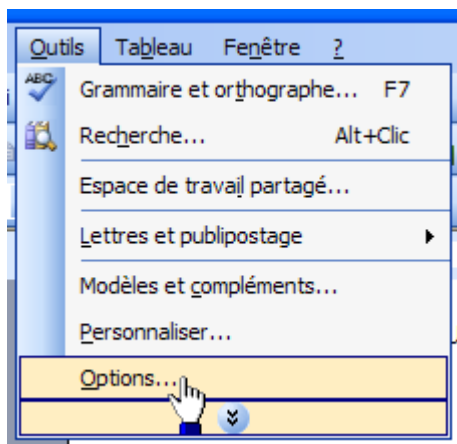 Outils Tableau Fenêtre ?
ABC Grammaire et orthographe... F7
Recherche... Alt+Clic
Espace de travail partagé...
Lettres et publipostage
Modèles et compléments...
Personnaliser...
Options...